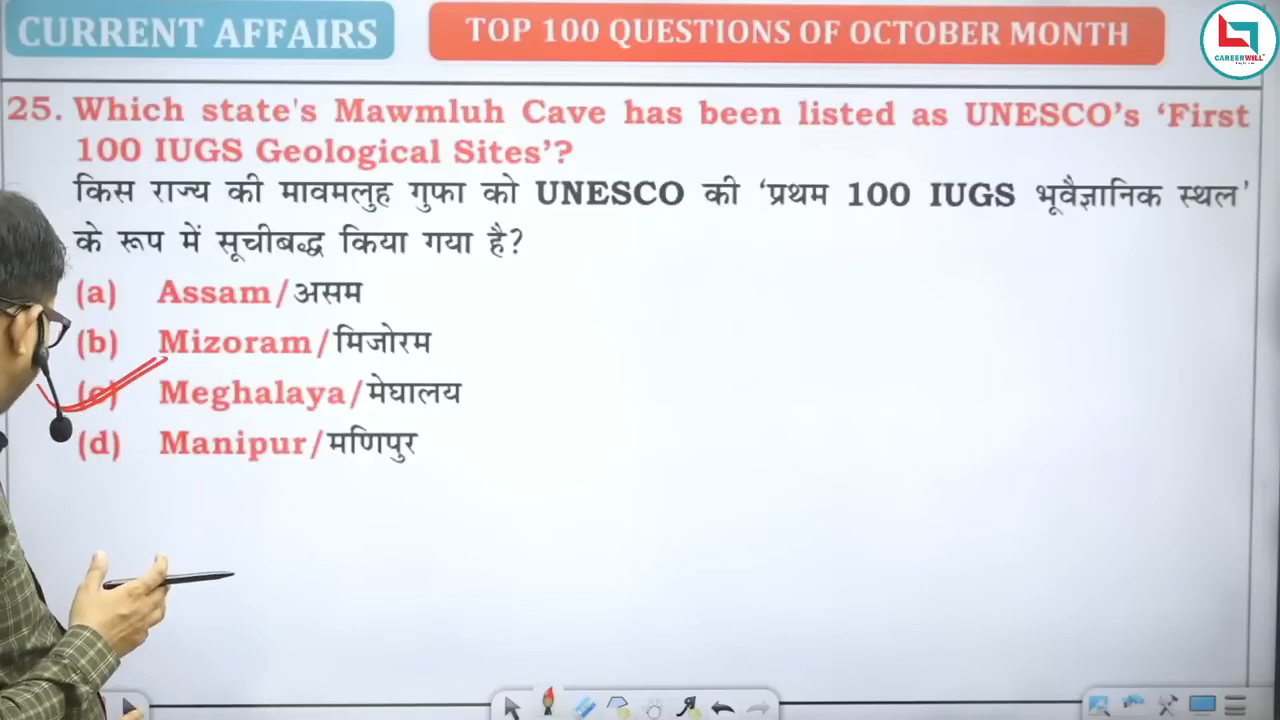 CURRENT AFFAIRS
TOP 100 QUESTIONS OF OCTOBER MONTH
CAREERWILL
25. Which state's Mawmluh Cave has been listed as UNESCO's ‘First
100 IUGS Geological Sites’?
किस राज्य की मावमलुह गुफा को UNESCO की ‘प्रथम 100 IUGS भूवैज्ञानिक स्थल’
के रूप में सूचीबद्ध किया गया है?
(a) Assam/असम
(b) Mizoram/मिजोरम
(c) Meghalaya/मेघालय
(d) Manipur/मणिपुर